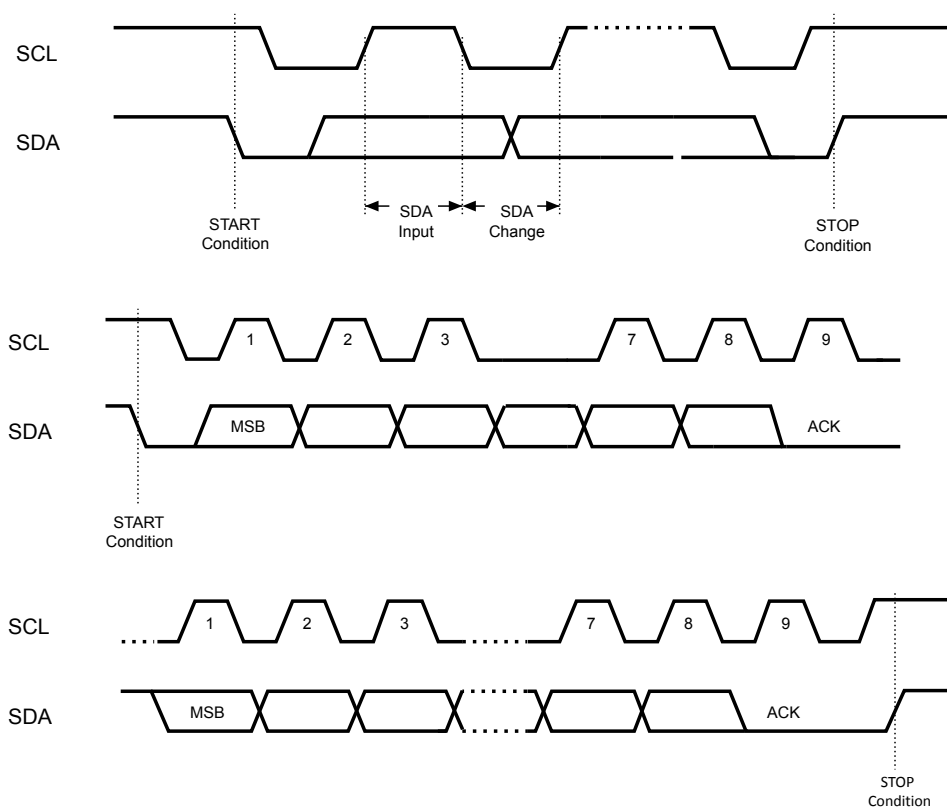 SCL
SDA
SDA
Input
SDA
Change
START
Condition
STOP
Condition
SCL
1 2 3 7 8 9
SDA
MSB ACK
START
Condition
SCL
1 2 3 7 8 9
SDA
MSB ACK
STOP
Condition